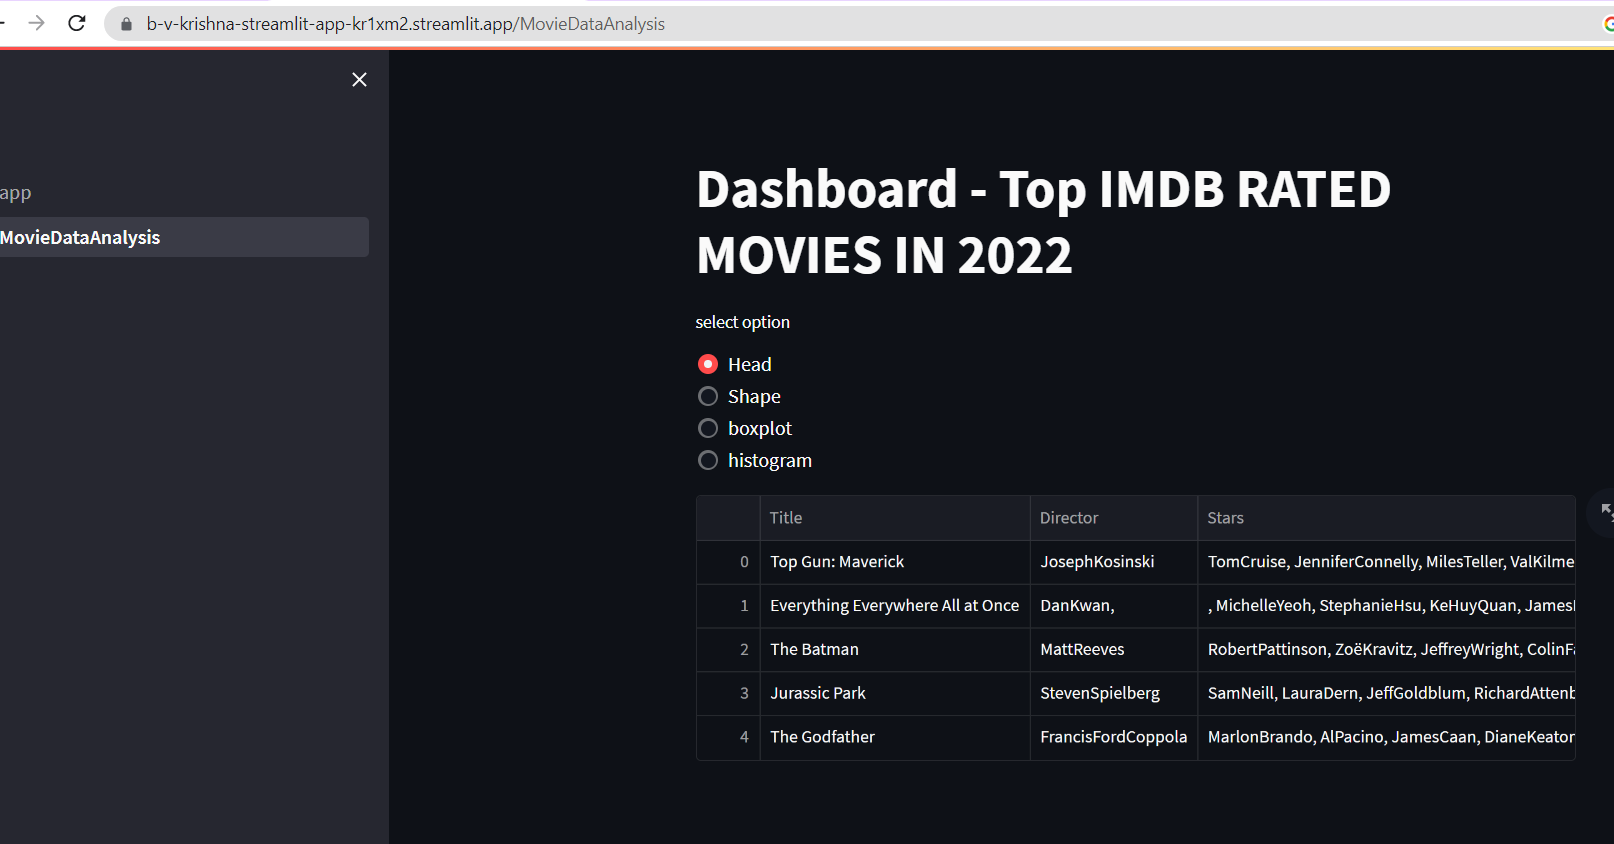 b-v-krishna-streamlit-app-kr1xm2.streamlit.app/MovieDataAnalysis
app
MovieDataAnalysis
Dashboard - Top IMDB RATED
MOVIES IN 2022
select option
Head
Shape
boxplot
histogram
Title Director Stars
0 Top Gun: Maverick JosephKosinski TomCruise, JenniferConnelly, MilesTeller, ValKilme
1 Everything Everywhere All at Once DanKwan, , MichelleYeoh, StephanieHsu, KeHuyQuan, James
2 The Batman MattReeves RobertPattinson, ZoëKravitz, JeffreyWright, ColinF
3 Jurassic Park StevenSpielberg SamNeill, LauraDern, JeffGoldblum, RichardAttenb
4 The Godfather FrancisFordCoppola MarlonBrando, AlPacino, JamesCaan, DianeKeaton